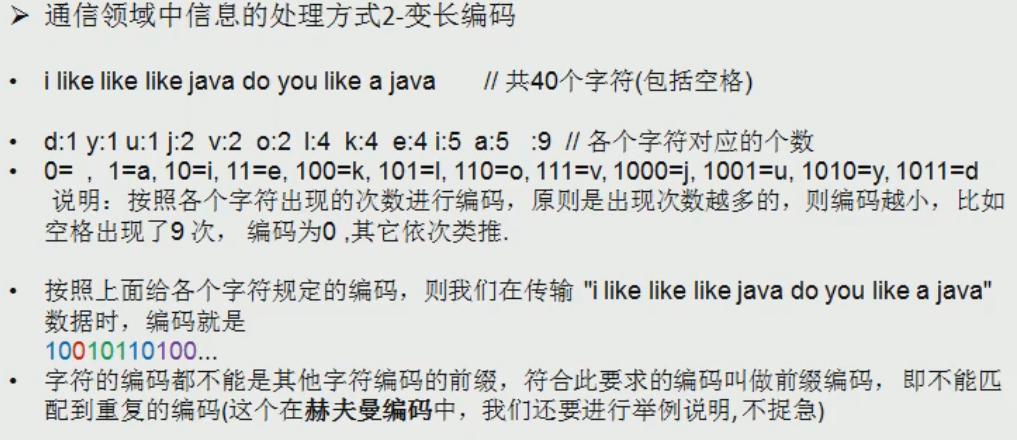 ➢ 通信领域中信息的处理方式2-变长编码
• i like like like java do you like a java // 共40个字符(包括空格)
• d:1 y:1 u:1 j:2 v:2 o:2 l:4 k:4 e:4 i:5 a:5 :9 // 各个字符对应的个数
• 0= , 1=a, 10=i, 11=e, 100=k, 101=l, 110=o, 111=v, 1000=j, 1001=u, 1010=y, 1011=d
说明：按照各个字符出现的次数进行编码，原则是出现次数越多的，则编码越小，比如
空格出现了9 次， 编码为0 ,其它依次类推.
• 按照上面给各个字符规定的编码，则我们在传输 "i like like like java do you like a java"
数据时，编码就是
10010110100...
• 字符的编码都不能是其他字符编码的前缀，符合此要求的编码叫做前缀编码， 即不能匹
配到重复的编码(这个在赫夫曼编码中，我们还要进行举例说明,不捉急)